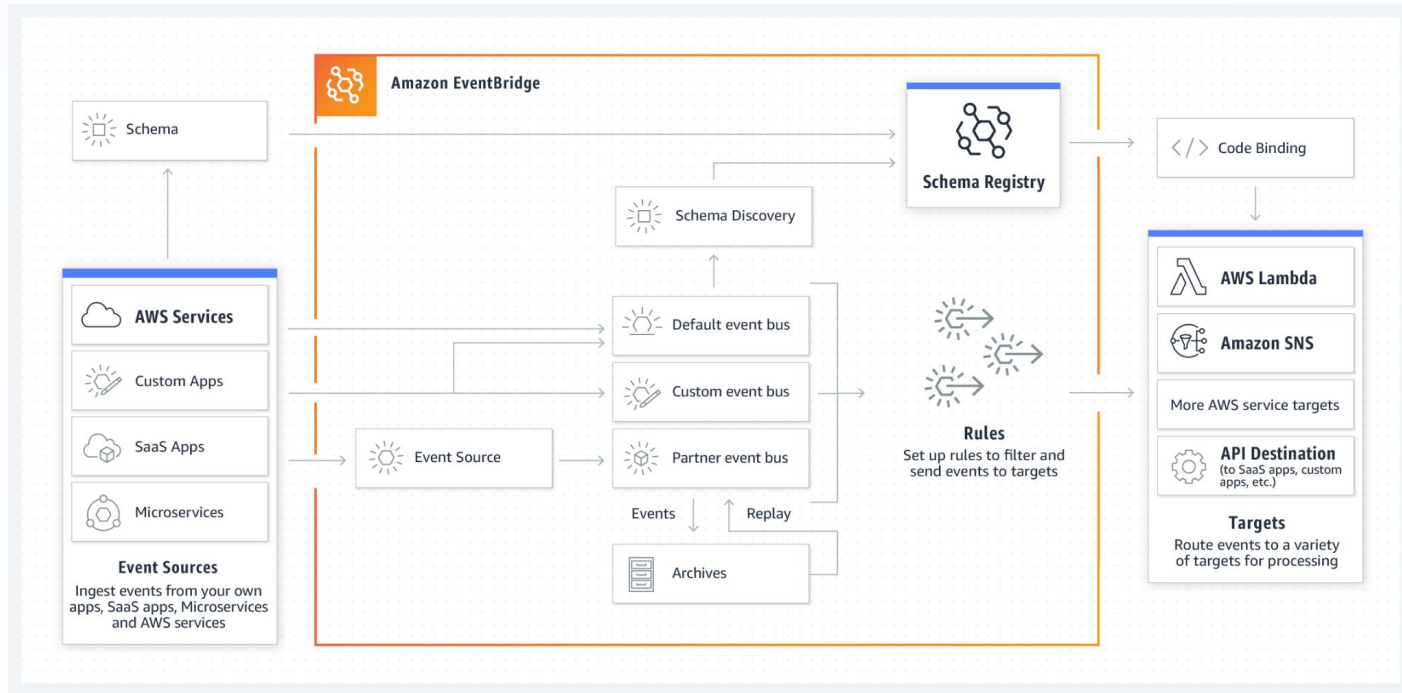 Amazon EventBridge
Schema
Schema Registry
</> Code Binding
Schema Discovery
AWS Services
Custom Apps
SaaS Apps
Microservices
Event Sources
Ingest events from your own
apps, SaaS apps, Microservices
and AWS services
Event Source
Default event bus
Custom event bus
Partner event bus
Events
Replay
Archives
Rules
Set up rules to filter and
send events to targets
AWS Lambda
Amazon SNS
More AWS service targets
API Destination
(to SaaS apps, custom
apps, etc.)
Targets
Route events to a variety
of targets for processing